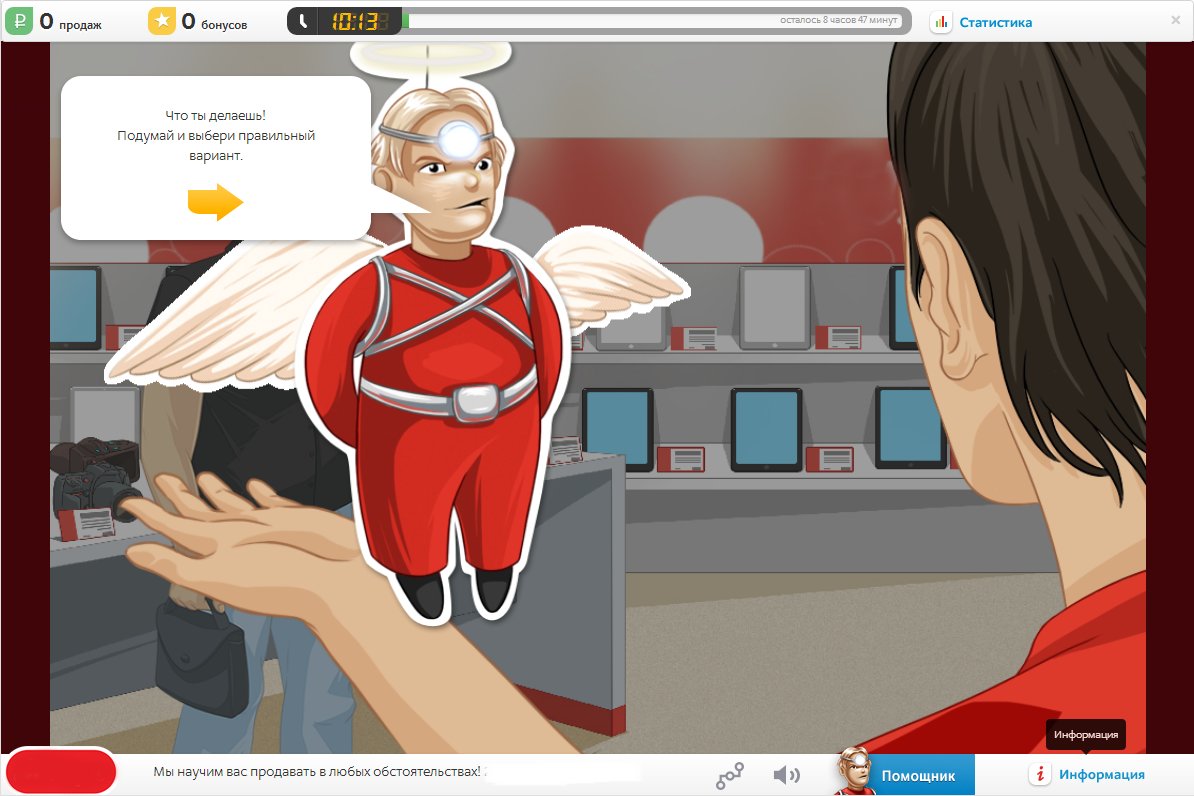 0 продаж
0 бонусов
10:13
осталось 8 часов 47 минут
Статистика
Что ты делаешь!
Подумай и выбери правильный
вариант.
Информация
Мы научим вас продавать в любых обстоятельствах!
Помощник
Информация